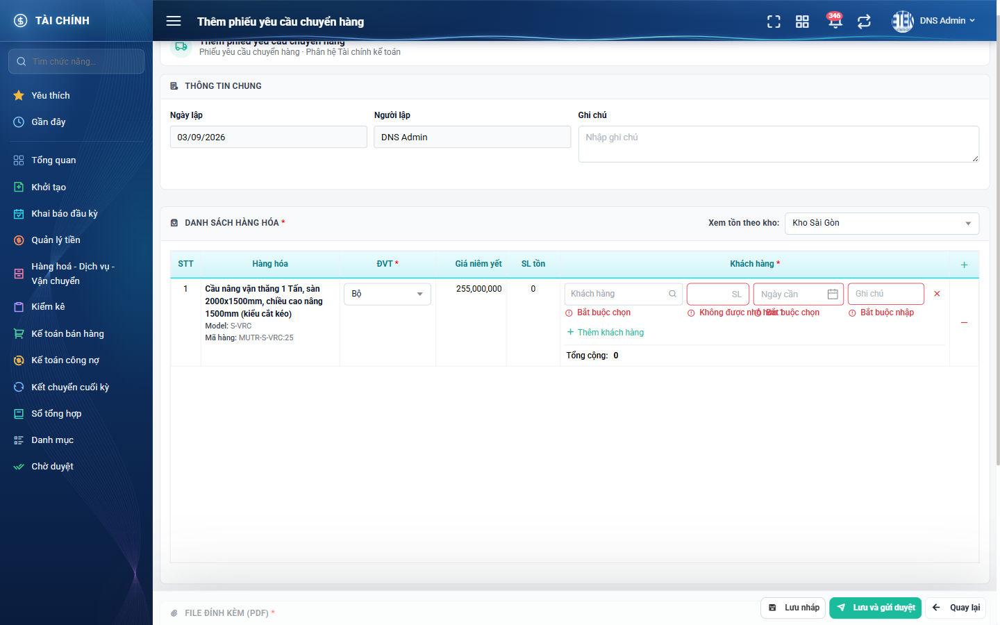 TÀI CHÍNH
Thêm phiếu yêu cầu chuyển hàng
346
DNS Admin
Tìm chức năng...
Yêu thích
Gần đây
Tổng quan
Khởi tạo
Khai báo đầu kỳ
Quản lý tiền
Hàng hoá - Dịch vụ -
Vận chuyển
Kiểm kê
Kế toán bán hàng
Kế toán công nợ
Kết chuyển cuối kỳ
Sổ tổng hợp
Danh mục
Chờ duyệt
Thêm phiếu yêu cầu chuyển hàng
Phiếu yêu cầu chuyển hàng · Phân hệ Tài chính kế toán
THÔNG TIN CHUNG
Ngày lập
Người lập
Ghi chú
03/09/2026
DNS Admin
Nhập ghi chú
DANH SÁCH HÀNG HÓA *
Xem tồn theo kho:
Kho Sài Gòn
STT
Hàng hóa
ĐVT *
Giá niêm yết
SL tồn
Khách hàng *
+
1
Cầu nâng vận thăng 1 Tấn, sàn
2000x1500mm, chiều cao nâng
1500mm (kiểu cắt kéo)
Model: S-VRC
Mã hàng: MUTR-S-VRC:25
Bộ
255,000,000
0
Khách hàng
SL
Ngày cần
Ghi chú
Bắt buộc chọn
Không được nhỏ hơn 1
Bắt buộc chọn
Bắt buộc nhập
+ Thêm khách hàng
Tổng cộng: 0
FILE ĐÍNH KÈM (PDF) *
Lưu nháp
Lưu và gửi duyệt
Quay lại